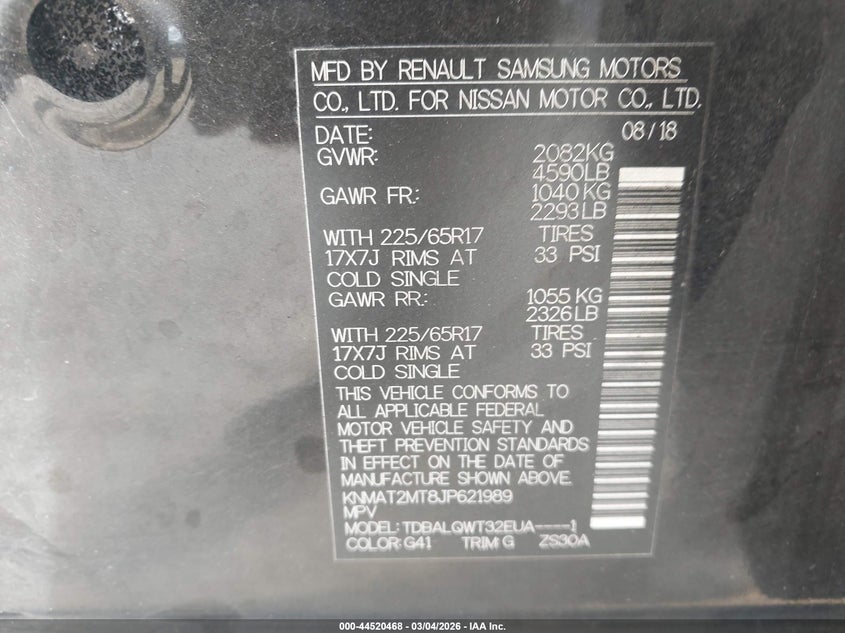 MFD BY RENAULT SAMSUNG MOTORS
CO., LTD. FOR NISSAN MOTOR CO., LTD.
DATE: 08/18
GVWR: 2082KG
4590LB
GAWR FR.: 1040 KG
2293 LB
WITH 225/65R17 TIRES
17X7J RIMS AT 33 PSI
COLD SINGLE
GAWR RR.: 1055 KG
2326 LB
WITH 225/65R17 TIRES
17X7J RIMS AT 33 PSI
COLD SINGLE
THIS VEHICLE CONFORMS TO
ALL APPLICABLE FEDERAL
MOTOR VEHICLE SAFETY AND
THEFT PREVENTION STANDARDS
IN EFFECT ON THE DATE OF
MANUFACTURE SHOWN ABOVE.
KNMAT2MT8JP621989
MPV
MODEL: TDBALQWT32EUA----1
COLOR: G41 TRIM: G ZS30A
000-44520468 - 03/04/2026 - IAA Inc.